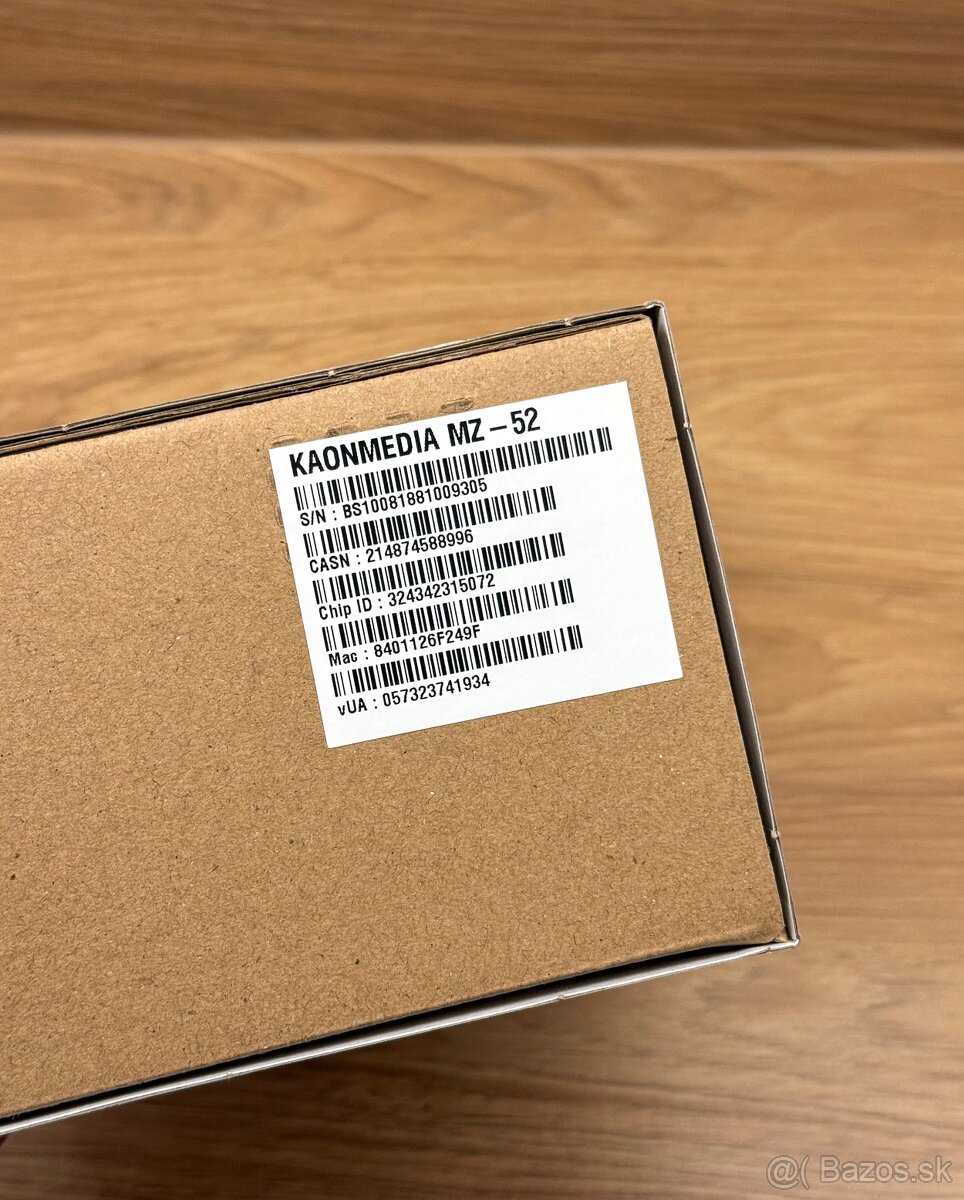 KAONMEDIA MZ-52
S/N : BS10081881009305
CASN : 214874588996
Chip ID : 324342315072
Mac : 8401126F249F
vUA : 057323741934
@( Bazos.sk